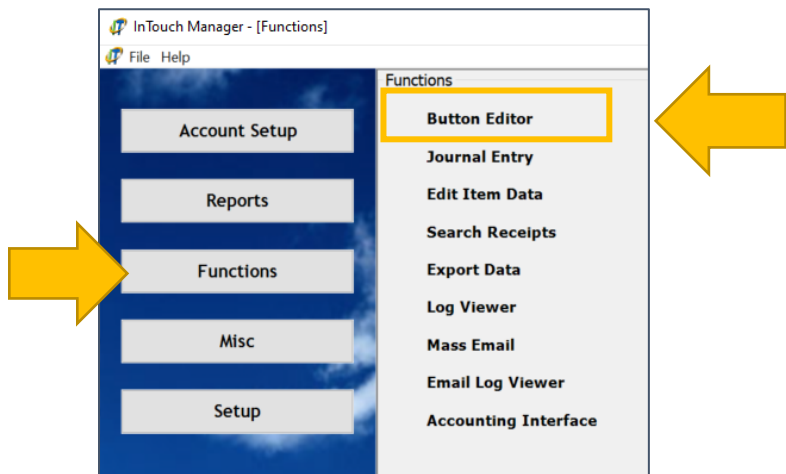 InTouch Manager - [Functions]
File Help
Account Setup
Reports
Functions
Misc
Setup
Functions
Button Editor
Journal Entry
Edit Item Data
Search Receipts
Export Data
Log Viewer
Mass Email
Email Log Viewer
Accounting Interface